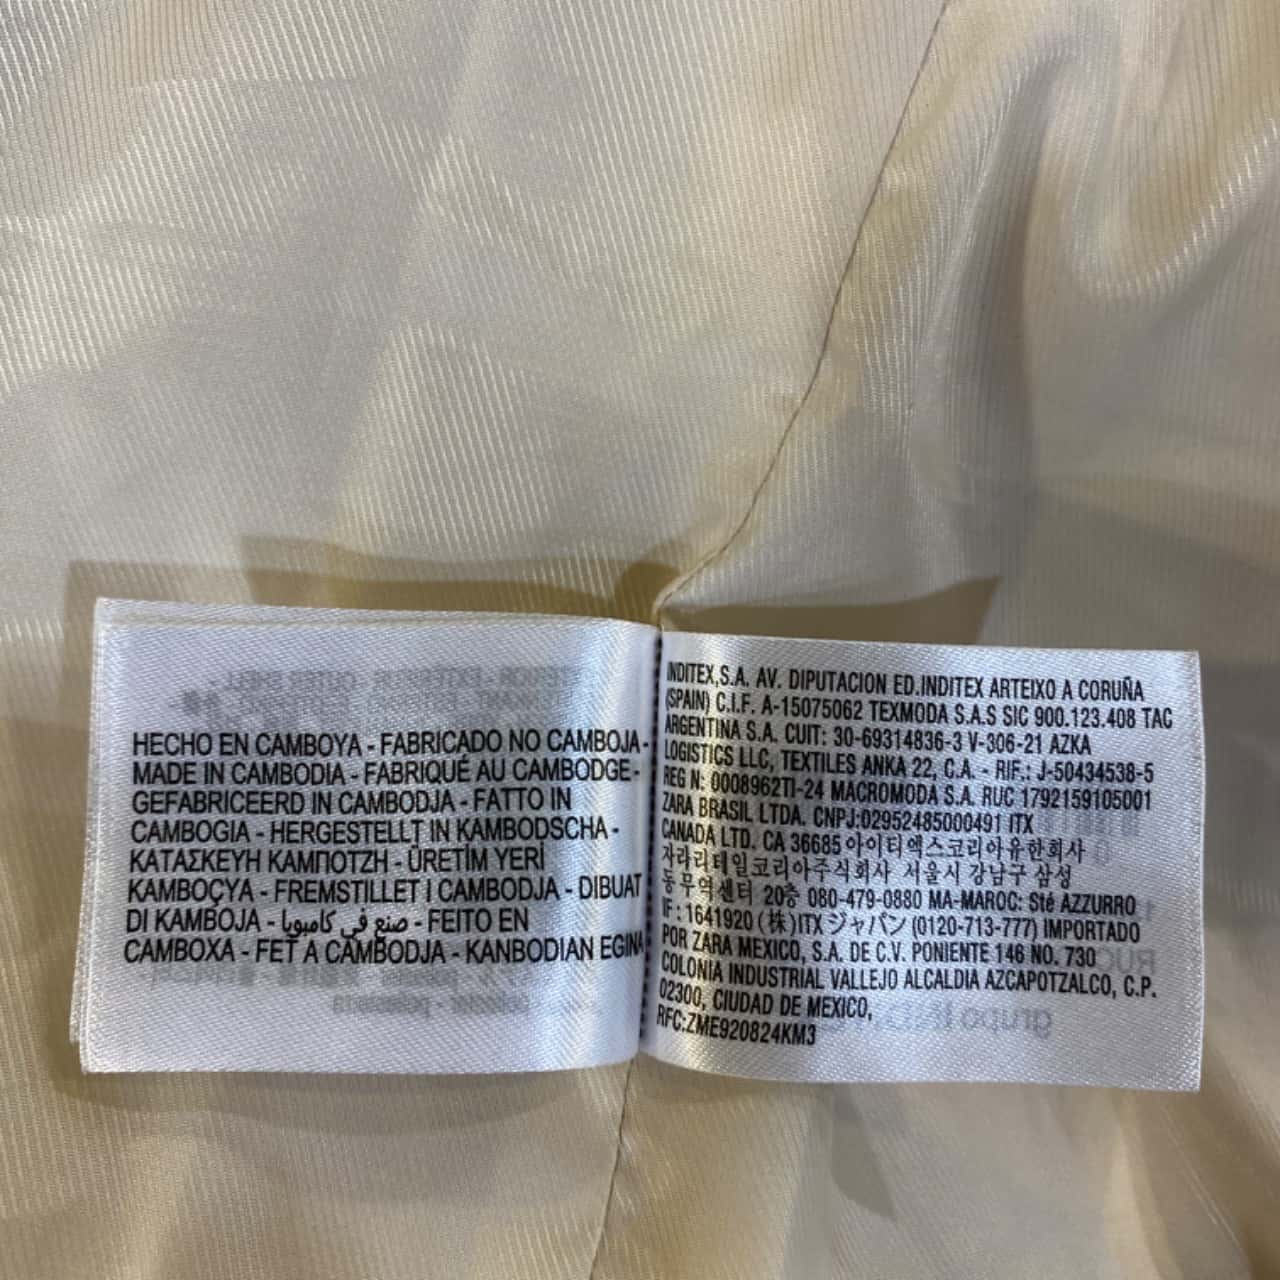 HECHO EN CAMBOYA - FABRICADO NO CAMBOJA -
MADE IN CAMBODIA - FABRIQUÉ AU CAMBODGE -
GEFABRICEERD IN CAMBODJA - FATTO IN
CAMBOGIA - HERGESTELLT IN KAMBODSCHA -
ΚΑΤΑΣΚΕΥΗ ΚΑΜΠΟΤΖΗ - ÜRETİM YERİ
KAMBOÇYA - FREMSTILLET I CAMBODJA - DIBUAT
DI KAMBOJA - صنع في كامبوديا - FEITO EN
CAMBOXA - FET A CAMBODJA - KANBODIAN EGINA
INDITEX,S.A. AV. DIPUTACION ED.INDITEX ARTEIXO A CORUÑA
(SPAIN) C.I.F. A-15075062 TEXMODA S.A.S SIC 900.123.408 TAC
ARGENTINA S.A. CUIT: 30-69314836-3 V-306-21 AZKA
LOGISTICS LLC, TEXTILES ANKA 22, C.A. - RIF.: J-50434538-5
REG N: 0008962TI-24 MACROMODA S.A. RUC 1792159105001
ZARA BRASIL LTDA. CNPJ:02952485000491 ITX
CANADA LTD. CA 36685 아이티엑스코리아유한회사
자라리테일코리아주식회사 서울시 강남구 삼성
동 무역센터 20층 080-479-0880 MA-MAROC: Sté AZZURRO
IF : 1641920 (株)ITX ジャパン (0120-713-777) IMPORTADO
POR ZARA MEXICO, S.A. DE C.V. PONIENTE 146 NO. 730
COLONIA INDUSTRIAL VALLEJO ALCALDIA AZCAPOTZALCO, C.P.
02300, CIUDAD DE MEXICO,
RFC:ZME920824KM3